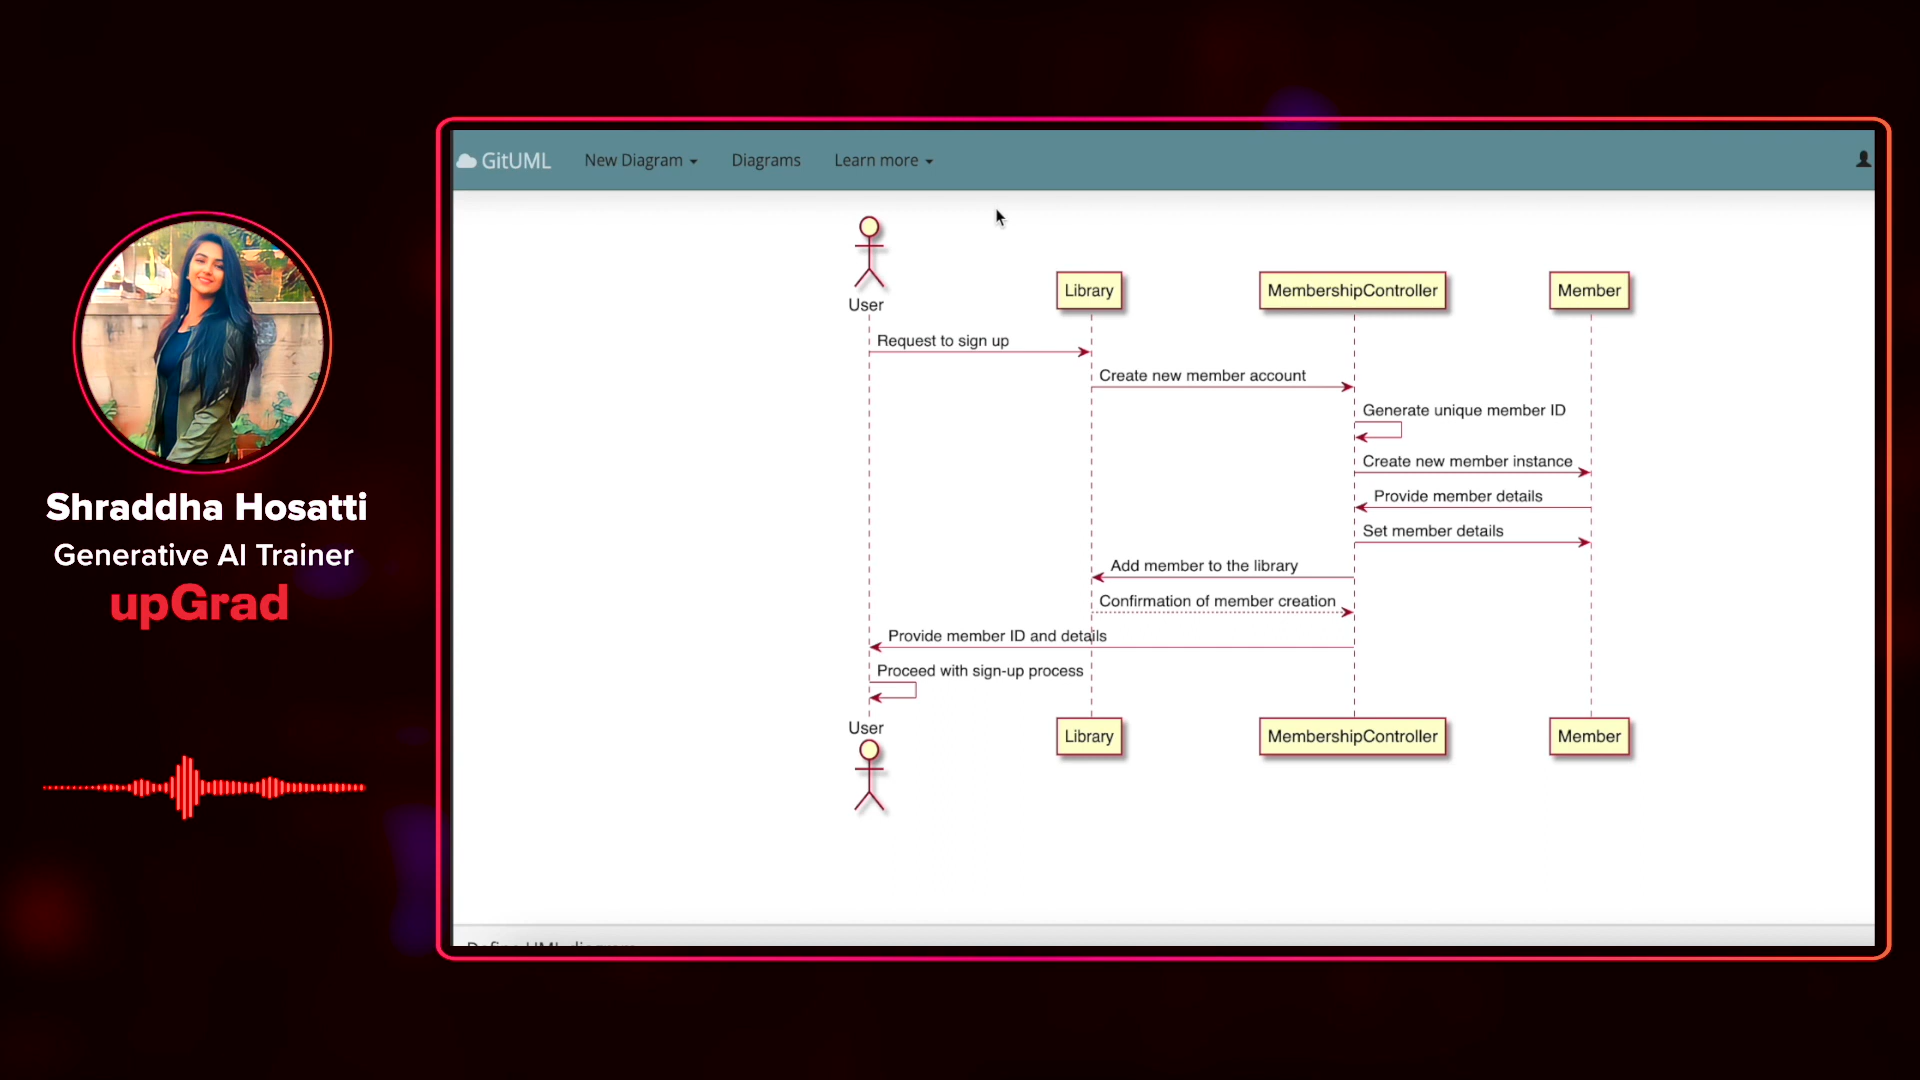 GitUML
New Diagram
Diagrams
Learn more
User
Library
MembershipController
Member
Request to sign up
Create new member account
Generate unique member ID
Create new member instance
Provide member details
Set member details
Add member to the library
Confirmation of member creation
Provide member ID and details
Proceed with sign-up process
User
Library
MembershipController
Member
Define UML diagram
Shraddha Hosatti
Generative AI Trainer
upGrad